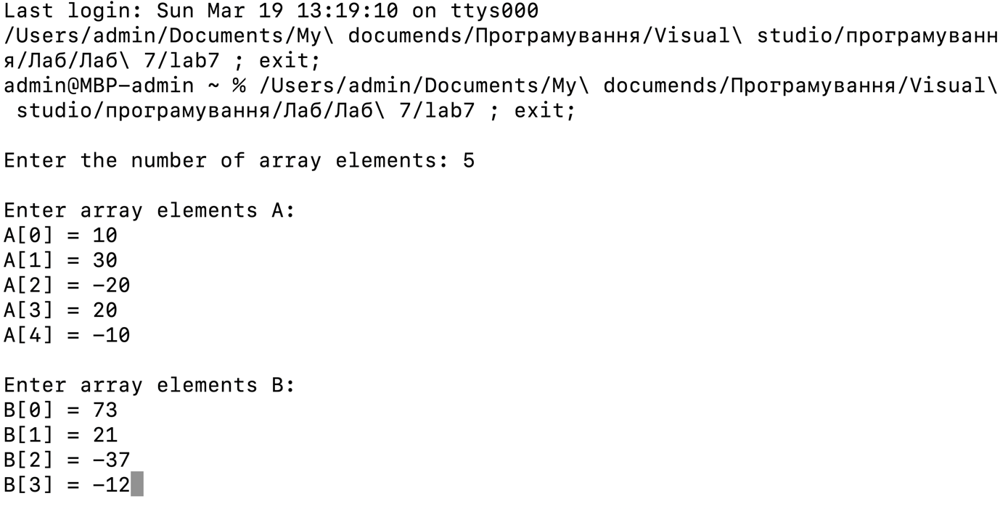 Last login: Sun Mar 19 13:19:10 on ttys000
/Users/admin/Documents/My\ documends/Програмування/Visual\ studio/програмуванн
я/Лаб/Лаб\ 7/lab7 ; exit;
admin@MBP-admin ~ % /Users/admin/Documents/My\ documends/Програмування/Visual\
 studio/програмування/Лаб/Лаб\ 7/lab7 ; exit;

Enter the number of array elements: 5

Enter array elements A:
A[0] = 10
A[1] = 30
A[2] = -20
A[3] = 20
A[4] = -10

Enter array elements B:
B[0] = 73
B[1] = 21
B[2] = -37
B[3] = -12